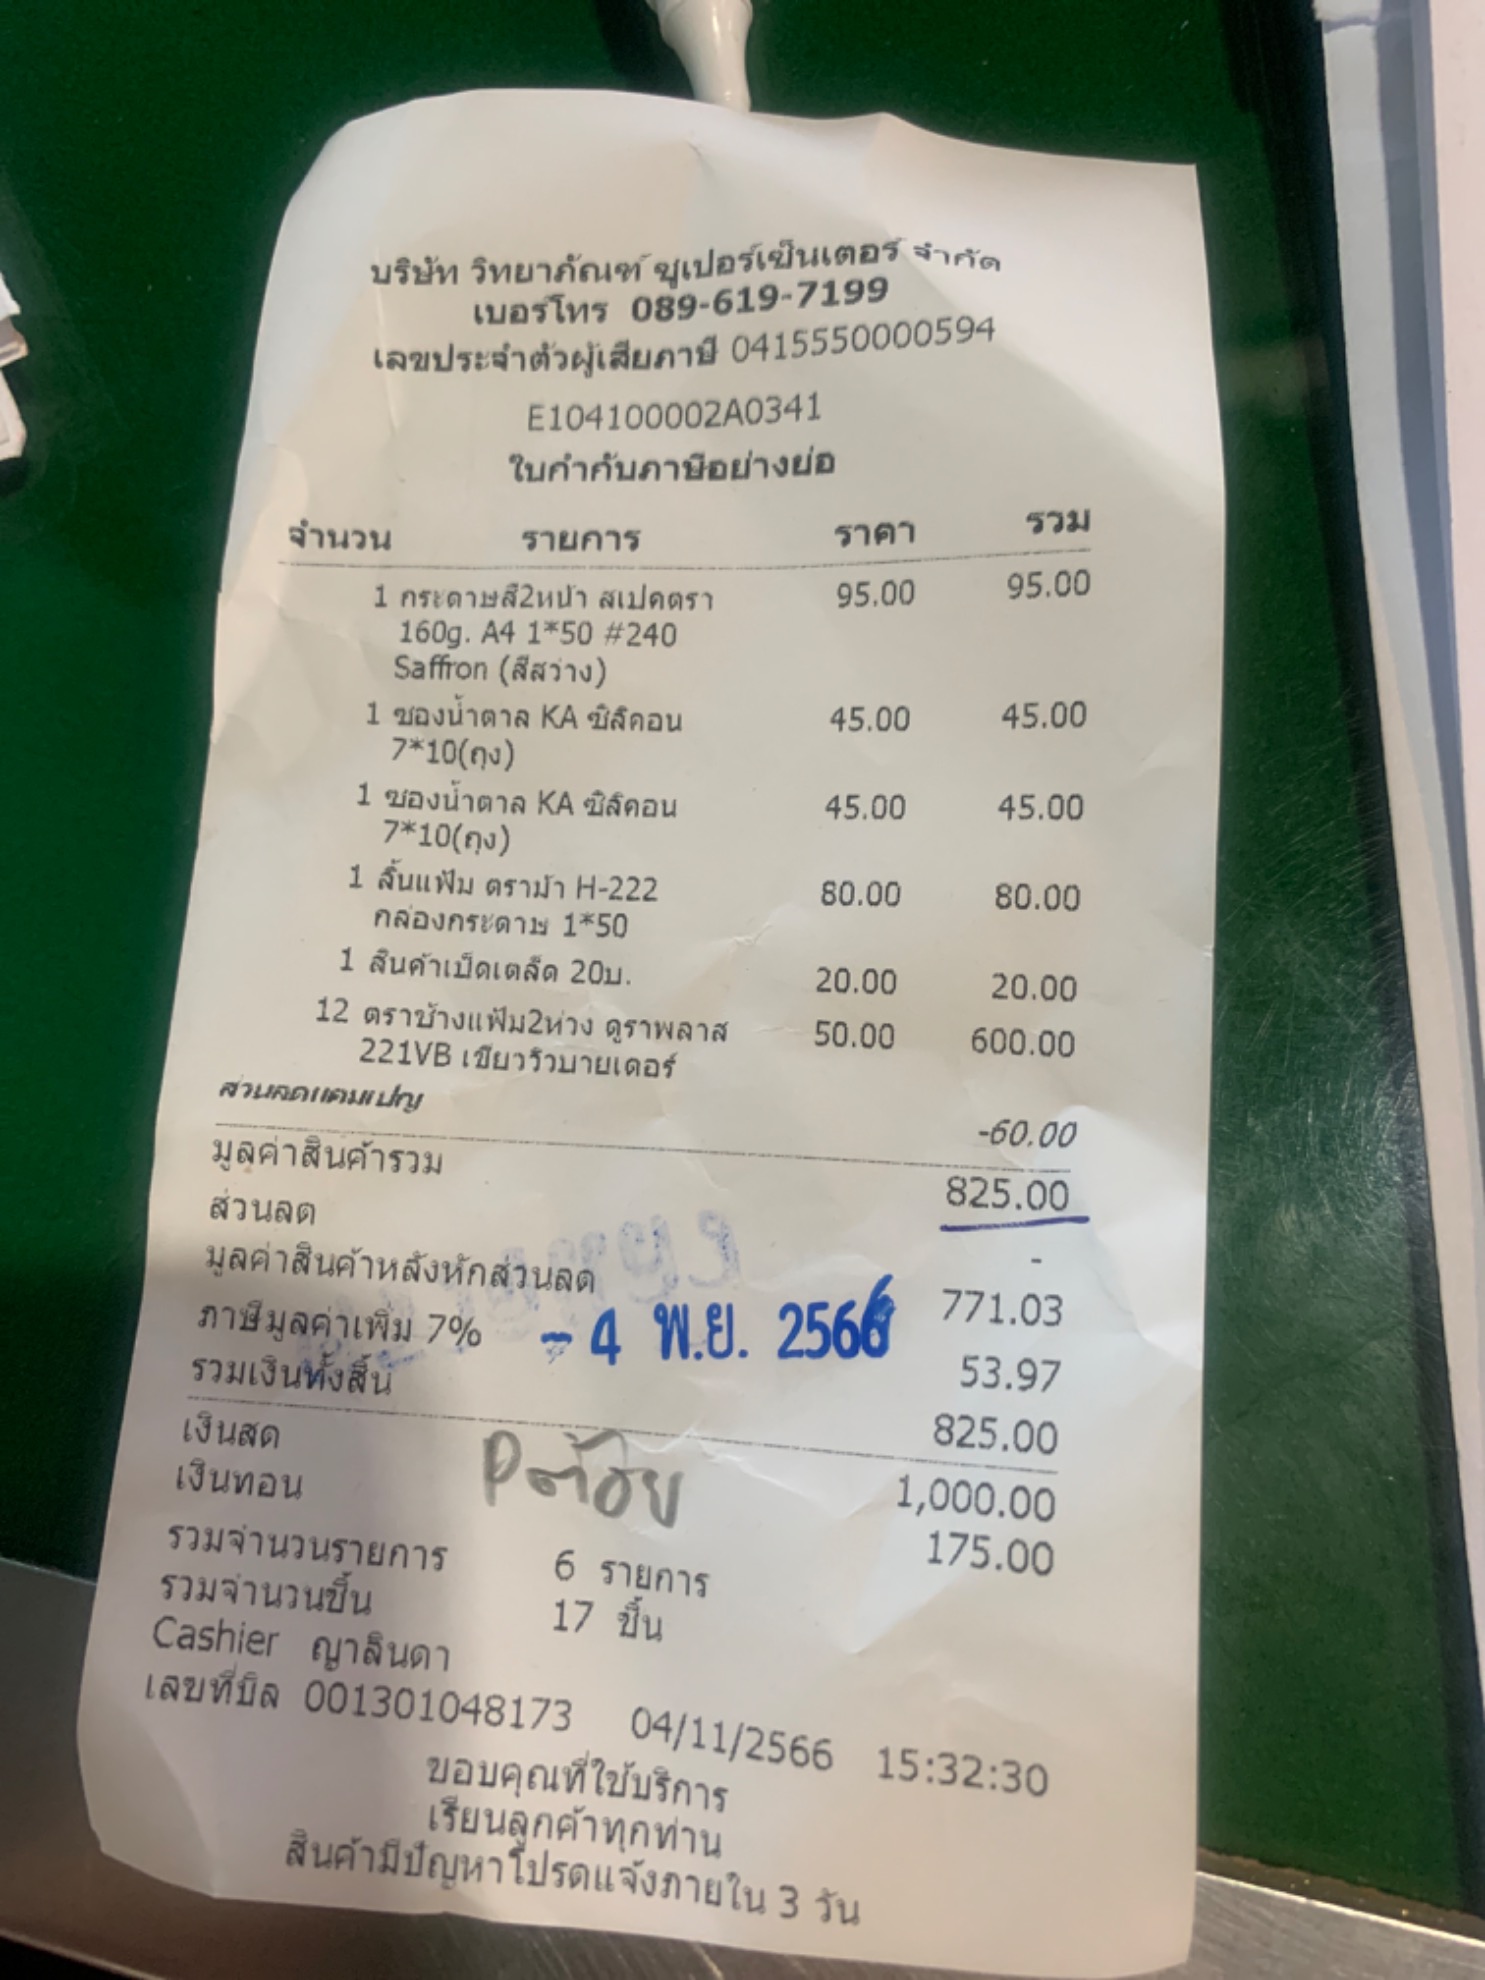 บริษัท วิทยาภัณฑ์ ซูเปอร์เซ็นเตอร์ จำกัด
เบอร์โทร 089-619-7199
เลขประจำตัวผู้เสียภาษี 0415550000594
E104100002A0341
ใบกำกับภาษีอย่างย่อ
จำนวน รายการ ราคา รวม
1 กระดาษสี2หน้า สเปคตรา 95.00 95.00
160g. A4 1*50 #240
Saffron (สีสว่าง)
1 ซองน้ำตาล KA ซิลิคอน 45.00 45.00
7*10(ถุง)
1 ซองน้ำตาล KA ซิลิคอน 45.00 45.00
7*10(ถุง)
1 ลิ้นแฟ้ม ตราม้า H-222 80.00 80.00
กล่องกระดาษ 1*50
1 สินค้าเบ็ดเตล็ด 20บ. 20.00 20.00
12 ตราช้างแฟ้ม2ห่วง ดูราพลาส 50.00 600.00
221VB เขียววิวบายเดอร์
ส่วนลดแคมเปญ -60.00
มูลค่าสินค้ารวม 825.00
ส่วนลด -
มูลค่าสินค้าหลังหักส่วนลด 771.03
ภาษีมูลค่าเพิ่ม 7% 53.97
- 4 พ.ย. 2566
รวมเงินทั้งสิ้น 825.00
เงินสด 1,000.00
เงินทอน 175.00
Pต้อย
รวมจำนวนรายการ 6 รายการ
รวมจำนวนชิ้น 17 ชิ้น
Cashier ญาลินดา
เลขที่บิล 001301048173 04/11/2566 15:32:30
ขอบคุณที่ใช้บริการ
เรียนลูกค้าทุกท่าน
สินค้ามีปัญหาโปรดแจ้งภายใน 3 วัน